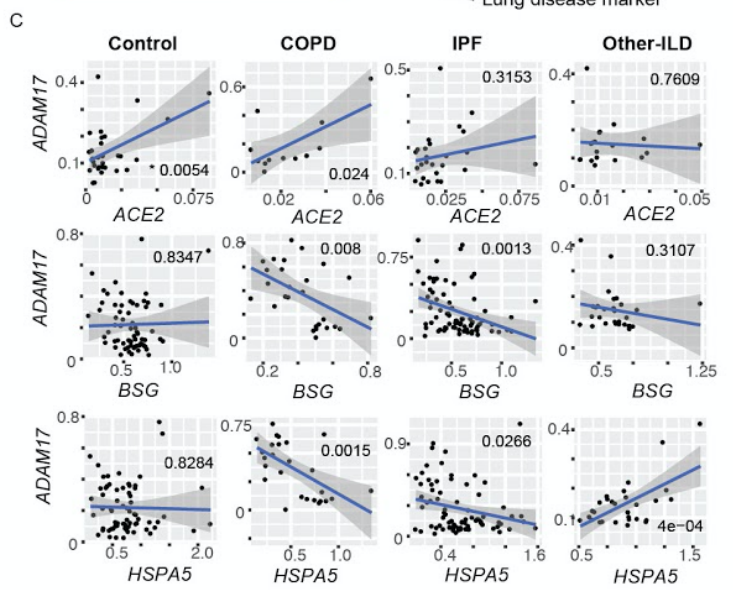 * Lung disease marker
C
Control COPD IPF Other-ILD
ADAM17 0.4 0.1 0.0054 0 0.075 ACE2
0.6 0 0.024 0.02 0.06 ACE2
0.5 0.1 0.3153 0.025 0.075 ACE2
0.4 0 0.7609 0.01 0.05 ACE2
ADAM17 0.8 0 0.8347 0.5 1.0 BSG
0.8 0 0.008 0.2 0.8 BSG
0.75 0 0.0013 0.5 1.0 BSG
0.4 0 0.3107 0.5 1.25 BSG
ADAM17 0.8 0 0.8284 0.5 2.0 HSPA5
0.75 0 0.0015 0.5 1.0 HSPA5
0.9 0 0.0266 0.4 1.6 HSPA5
0.4 0.1 4e−04 0.5 1.5 HSPA5